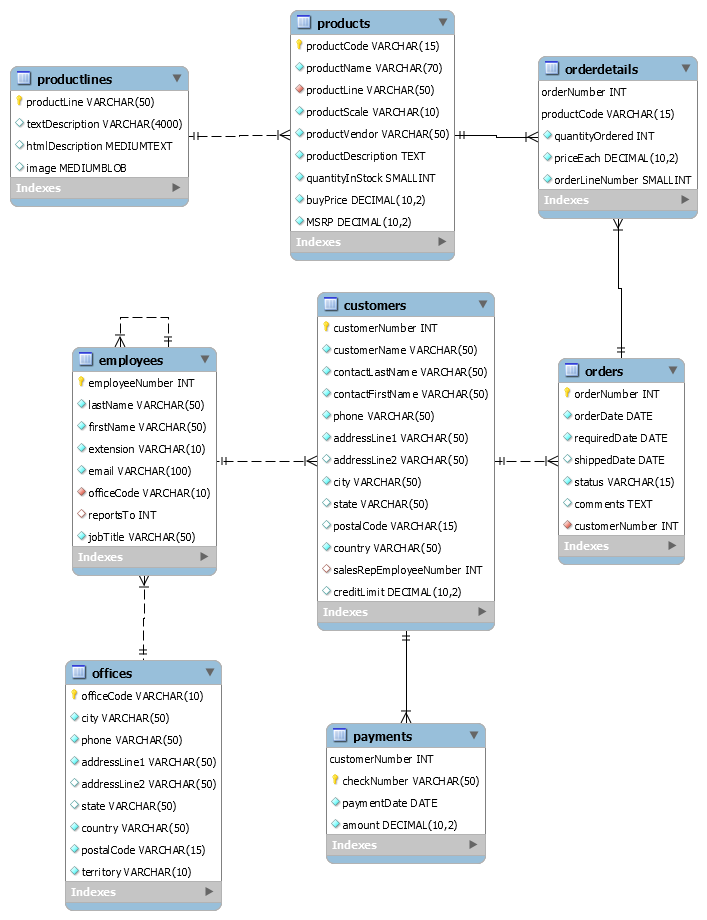 products
productCode VARCHAR(15)
productName VARCHAR(70)
productLine VARCHAR(50)
productScale VARCHAR(10)
productVendor VARCHAR(50)
productDescription TEXT
quantityInStock SMALLINT
buyPrice DECIMAL(10,2)
MSRP DECIMAL(10,2)
Indexes
productlines
productLine VARCHAR(50)
textDescription VARCHAR(4000)
htmlDescription MEDIUMTEXT
image MEDIUMBLOB
Indexes
orderdetails
orderNumber INT
productCode VARCHAR(15)
quantityOrdered INT
priceEach DECIMAL(10,2)
orderLineNumber SMALLINT
Indexes
employees
employeeNumber INT
lastName VARCHAR(50)
firstName VARCHAR(50)
extension VARCHAR(10)
email VARCHAR(100)
officeCode VARCHAR(10)
reportsTo INT
jobTitle VARCHAR(50)
Indexes
customers
customerNumber INT
customerName VARCHAR(50)
contactLastName VARCHAR(50)
contactFirstName VARCHAR(50)
phone VARCHAR(50)
addressLine1 VARCHAR(50)
addressLine2 VARCHAR(50)
city VARCHAR(50)
state VARCHAR(50)
postalCode VARCHAR(15)
country VARCHAR(50)
salesRepEmployeeNumber INT
creditLimit DECIMAL(10,2)
Indexes
orders
orderNumber INT
orderDate DATE
requiredDate DATE
shippedDate DATE
status VARCHAR(15)
comments TEXT
customerNumber INT
Indexes
offices
officeCode VARCHAR(10)
city VARCHAR(50)
phone VARCHAR(50)
addressLine1 VARCHAR(50)
addressLine2 VARCHAR(50)
state VARCHAR(50)
country VARCHAR(50)
postalCode VARCHAR(15)
territory VARCHAR(10)
Indexes
payments
customerNumber INT
checkNumber VARCHAR(50)
paymentDate DATE
amount DECIMAL(10,2)
Indexes